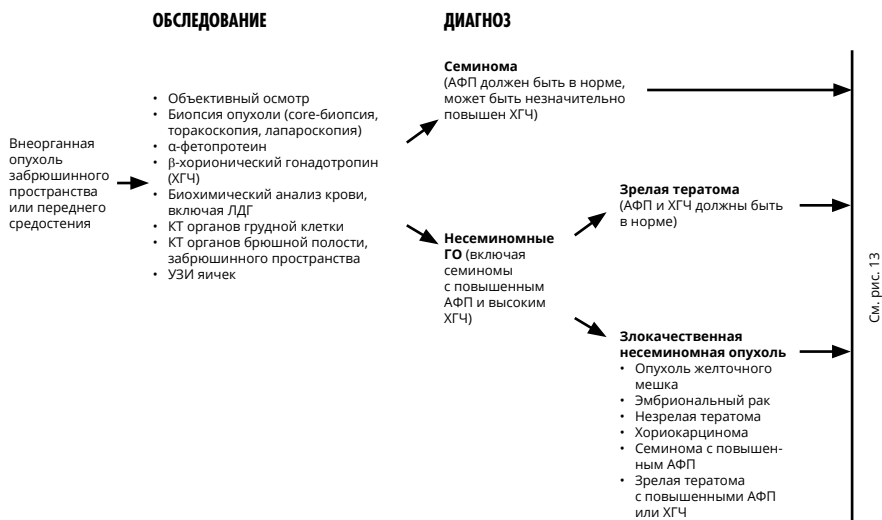 ОБСЛЕДОВАНИЕ
ДИАГНОЗ
Внеорганная
опухоль
забрюшинного
пространства
или переднего
средостения
• Объективный осмотр
• Биопсия опухоли (core-биопсия,
торакоскопия, лапароскопия)
• α-фетопротеин
• β-хорионический гонадотропин
(ХГЧ)
• Биохимический анализ крови,
включая ЛДГ
• КТ органов грудной клетки
• КТ органов брюшной полости,
забрюшинного пространства
• УЗИ яичек
Семинома
(АФП должен быть в норме,
может быть незначительно
повышен ХГЧ)
Несеминомные
ГО (включая
семиномы
с повышенным
АФП и высоким
ХГЧ)
Зрелая тератома
(АФП и ХГЧ должны быть
в норме)
Злокачественная
несеминомная опухоль
• Опухоль желточного
мешка
• Эмбриональный рак
• Незрелая тератома
• Хориокарцинома
• Семинома с повышен-
ным АФП
• Зрелая тератома
с повышенными АФП
или ХГЧ
См. рис. 13